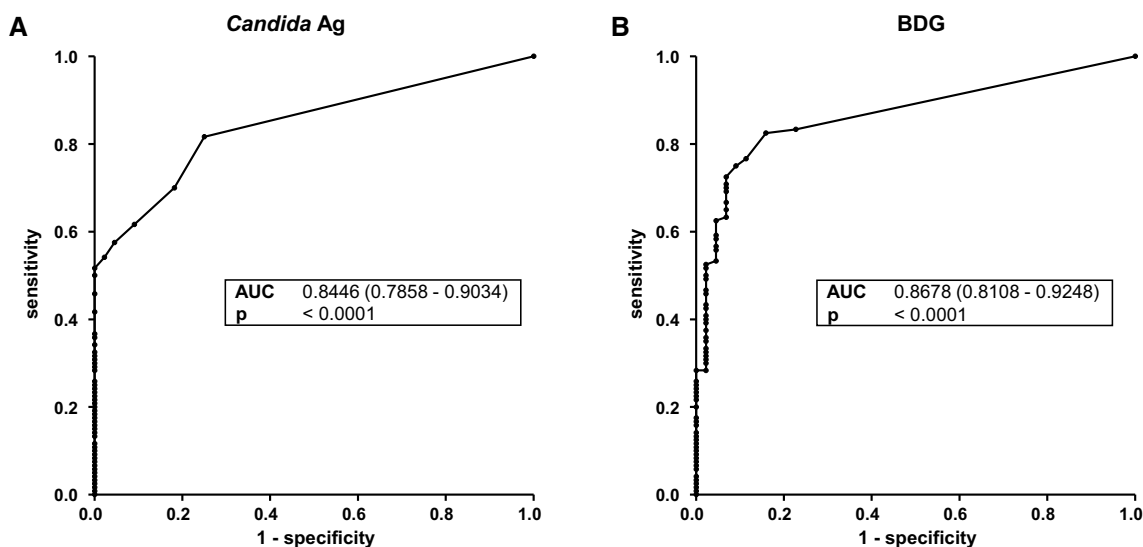 A
Candida Ag
1.0
0.8
0.6
0.4
0.2
0.0
sensitivity
AUC 0.8446 (0.7858 - 0.9034)
p < 0.0001
0.0 0.2 0.4 0.6 0.8 1.0
1 - specificity
B
BDG
1.0
0.8
0.6
0.4
0.2
0.0
sensitivity
AUC 0.8678 (0.8108 - 0.9248)
p < 0.0001
0.0 0.2 0.4 0.6 0.8 1.0
1 - specificity